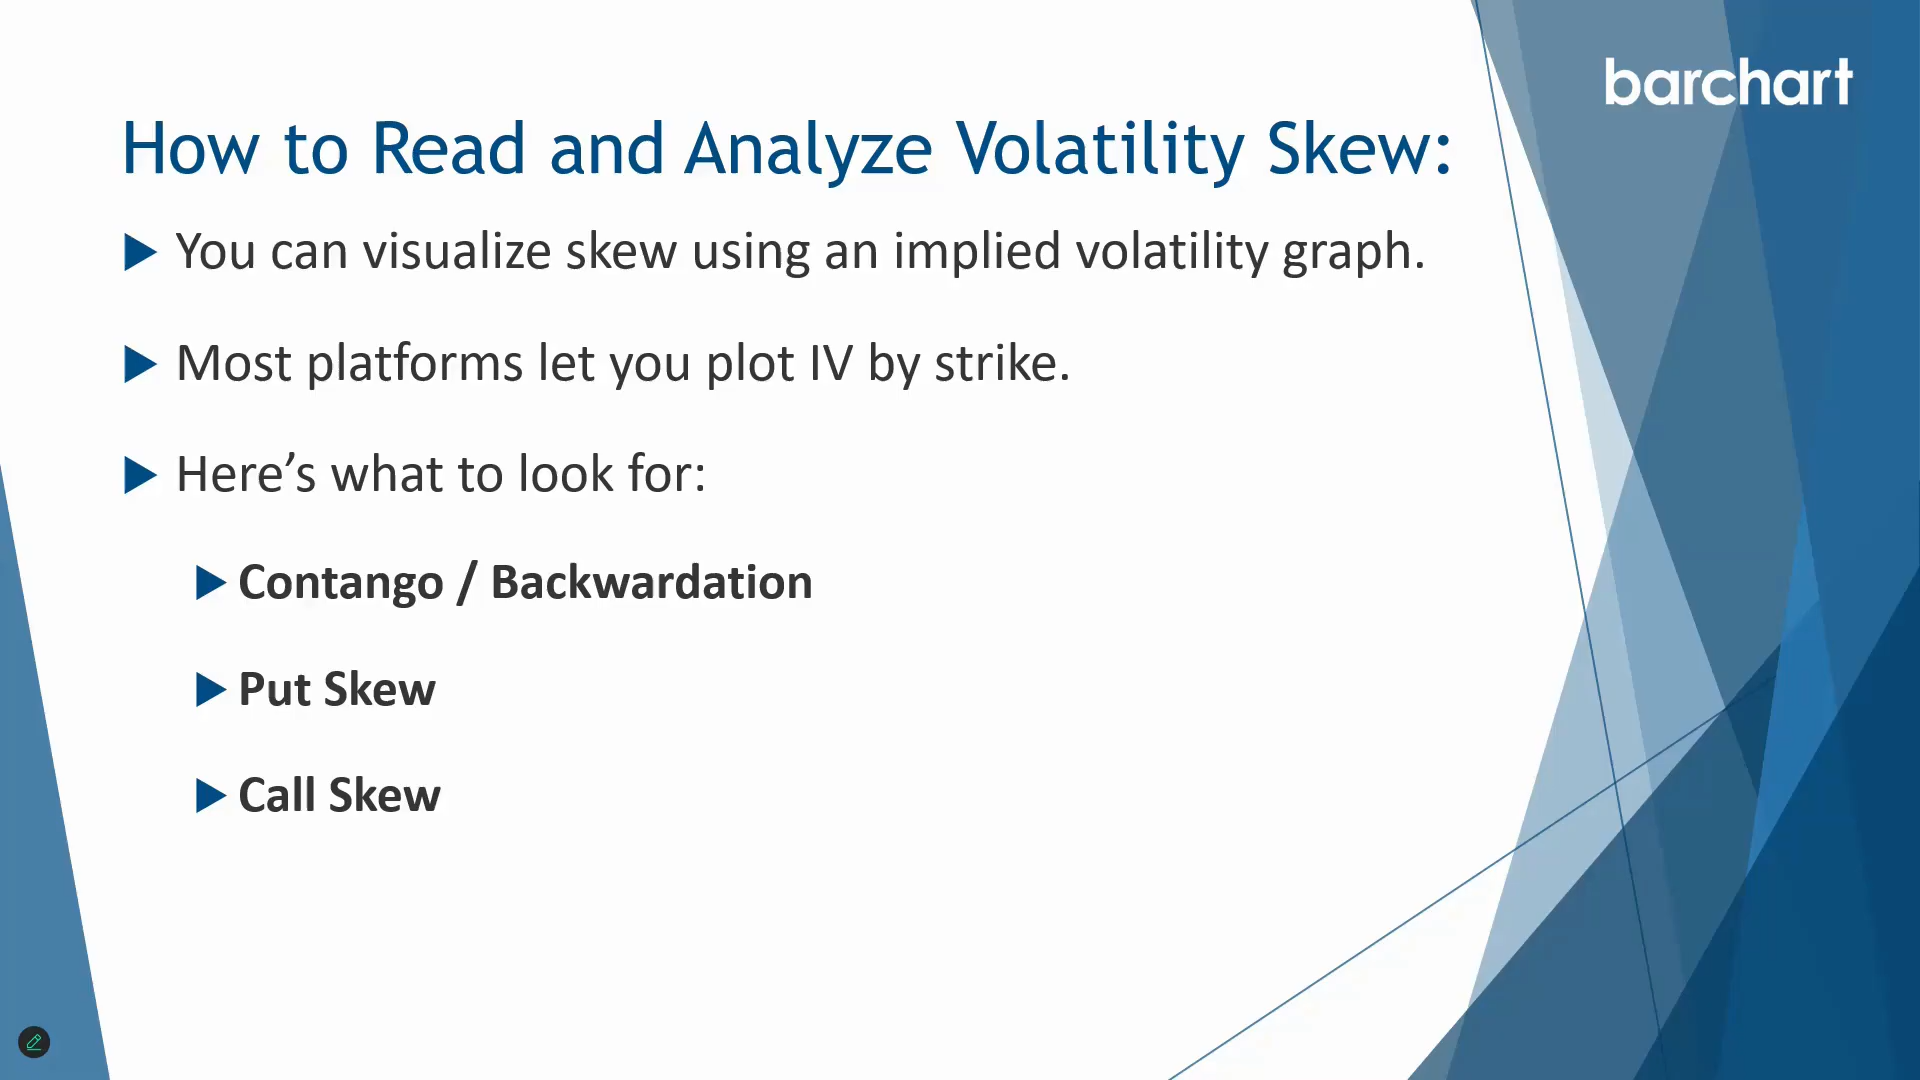 barchart
How to Read and Analyze Volatility Skew:
You can visualize skew using an implied volatility graph.
Most platforms let you plot IV by strike.
Here’s what to look for:
Contango / Backwardation
Put Skew
Call Skew